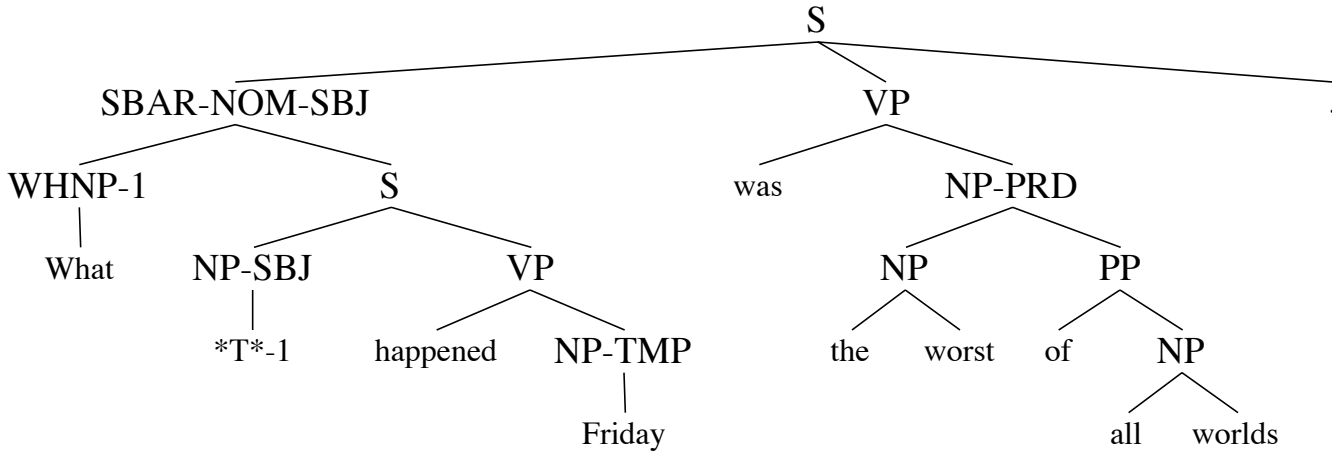 S
SBAR-NOM-SBJ VP
WHNP-1 S was NP-PRD
What NP-SBJ VP NP PP
*T*-1 happened NP-TMP the worst of NP
Friday all worlds